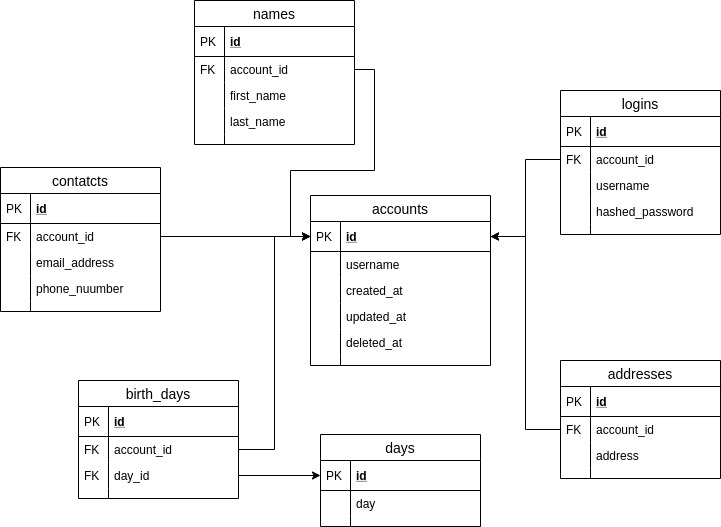 names
PK id
FK account_id
first_name
last_name
logins
PK id
FK account_id
username
hashed_password
contatcts
PK id
FK account_id
email_address
phone_nuumber
accounts
PK id
username
created_at
updated_at
deleted_at
birth_days
PK id
FK account_id
FK day_id
days
PK id
day
addresses
PK id
FK account_id
address